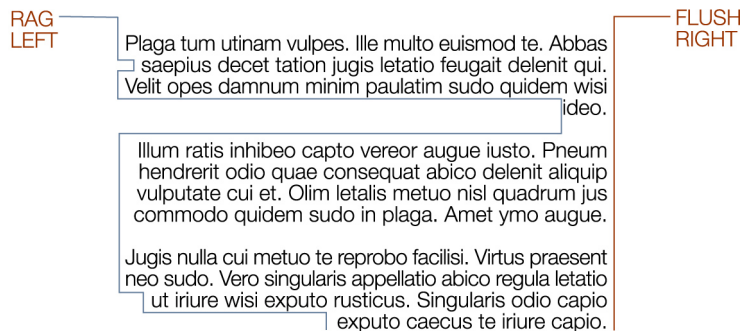 RAG
LEFT
FLUSH
RIGHT
Plaga tum utinam vulpes. Ille multo euismod te. Abbas
saepius decet tation jugis letatio feugait delenit qui.
Velit opes damnum minim paulatim sudo quidem wisi
ideo.
Illum ratis inhibeo capto vereor augue iusto. Pneum
hendrerit odio quae consequat abico delenit aliquip
vulputate cui et. Olim letalis metuo nisl quadrum jus
commodo quidem sudo in plaga. Amet ymo augue.
Jugis nulla cui metuo te reprobo facilisi. Virtus praesent
neo sudo. Vero singularis appellatio abico regula letatio
ut iriure wisi exputo rusticus. Singularis odio capio
exputo caecus te iriure capio.